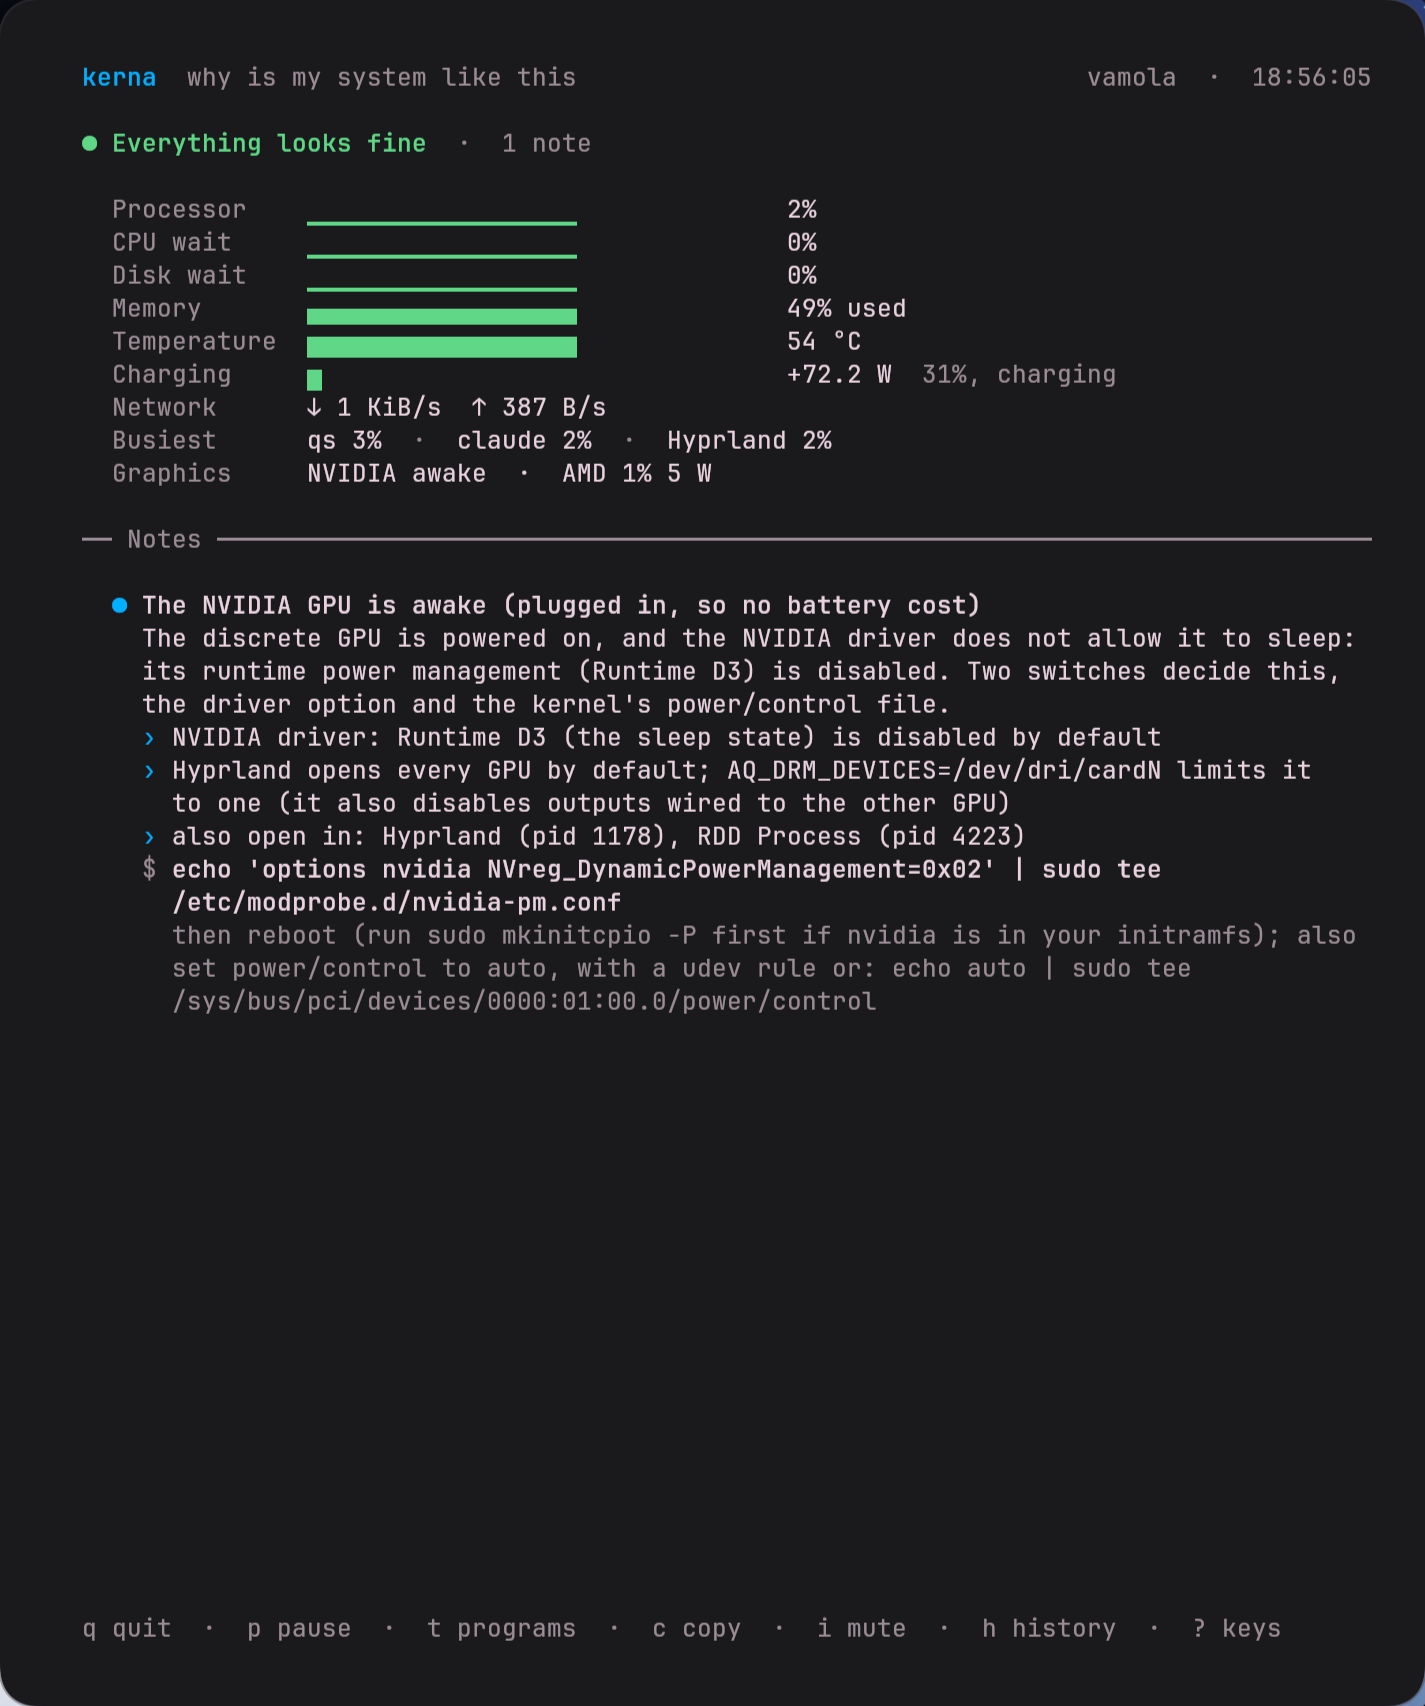 kerna  why is my system like this  vamola  ·  18:56:05
● Everything looks fine  ·  1 note
Processor  2%
CPU wait  0%
Disk wait  0%
Memory  49% used
Temperature  54 °C
Charging  +72.2 W  31%, charging
Network  ↓ 1 KiB/s  ↑ 387 B/s
Busiest  qs 3%  ·  claude 2%  ·  Hyprland 2%
Graphics  NVIDIA awake  ·  AMD 1% 5 W
Notes
● The NVIDIA GPU is awake (plugged in, so no battery cost)
The discrete GPU is powered on, and the NVIDIA driver does not allow it to sleep:
its runtime power management (Runtime D3) is disabled. Two switches decide this,
the driver option and the kernel's power/control file.
› NVIDIA driver: Runtime D3 (the sleep state) is disabled by default
› Hyprland opens every GPU by default; AQ_DRM_DEVICES=/dev/dri/cardN limits it
to one (it also disables outputs wired to the other GPU)
› also open in: Hyprland (pid 1178), RDD Process (pid 4223)
$ echo 'options nvidia NVreg_DynamicPowerManagement=0x02' | sudo tee
/etc/modprobe.d/nvidia-pm.conf
then reboot (run sudo mkinitcpio -P first if nvidia is in your initramfs); also
set power/control to auto, with a udev rule or: echo auto | sudo tee
/sys/bus/pci/devices/0000:01:00.0/power/control
q quit  ·  p pause  ·  t programs  ·  c copy  ·  i mute  ·  h history  ·  ? keys